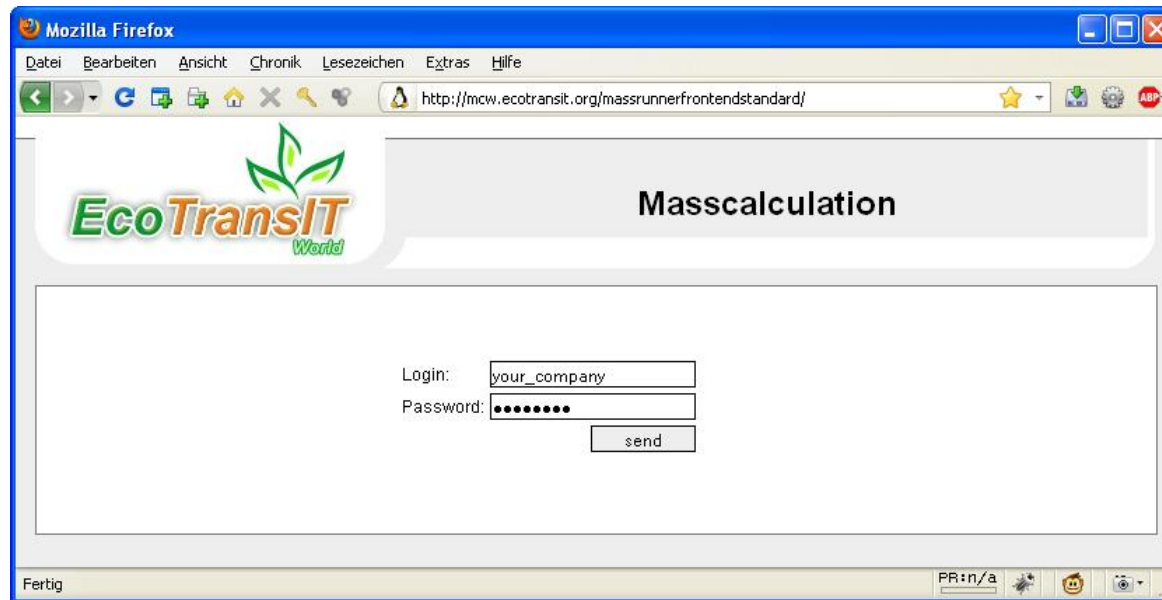 Mozilla Firefox
Datei Bearbeiten Ansicht Chronik Lesezeichen Extras Hilfe
http://mcw.ecotransit.org/massrunnerfrontendstandard/
ABP
EcoTransIT
World
Masscalculation
Login: your_company
Password: ●●●●●●●●
send
Fertig
PR:n/a